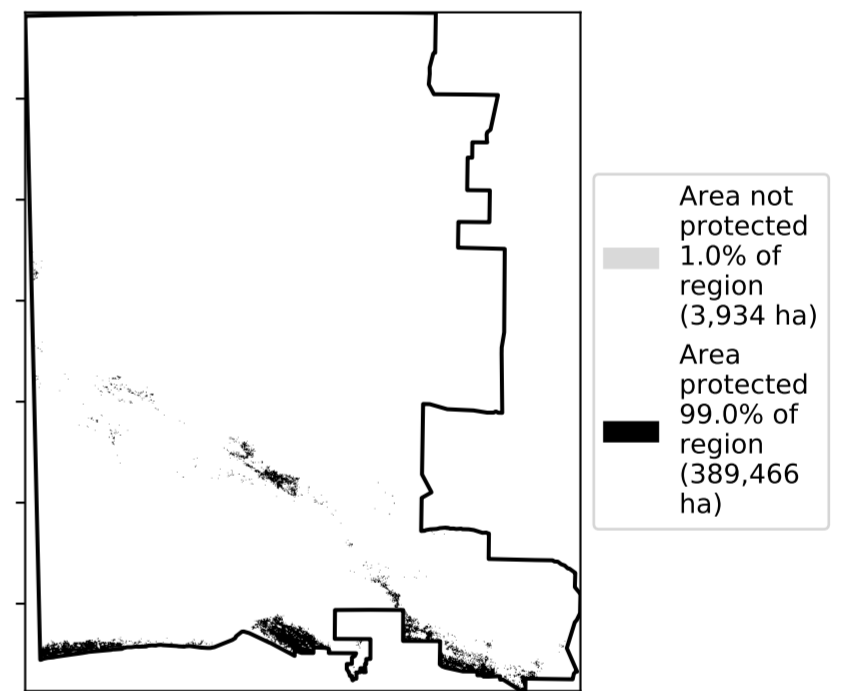 Area not
protected
1.0% of
region
(3,934 ha)
Area
protected
99.0% of
region
(389,466
ha)